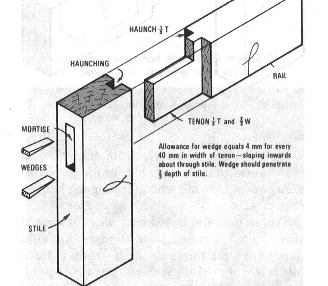 HAUNCH ⅔ T
HAUNCHING
RAIL
TENON ⅓ T and ⅔ W
MORTISE
WEDGES
STILE
Allowance for wedge equals 4 mm for every
40 mm in width of tenon—sloping inwards
about through stile. Wedge should penetrate
⅔ depth of stile.